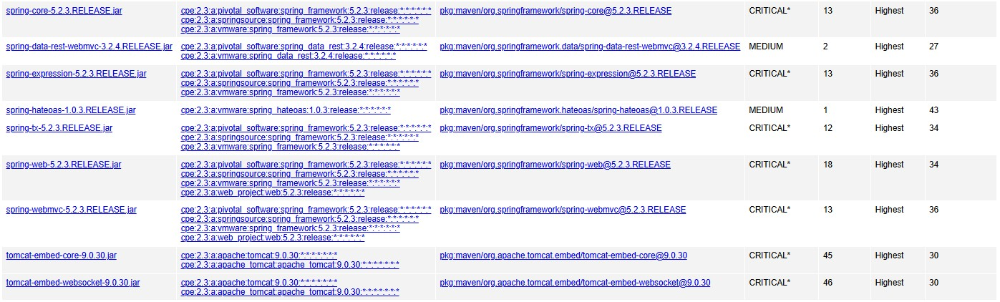 spring-core-5.2.3.RELEASE.jar cpe:2.3:a:pivotal_software:spring_framework:5.2.3:release:*:*:*:*:*:* pkg:maven/org.springframework/spring-core@5.2.3.RELEASE CRITICAL* 13 Highest 36
cpe:2.3:a:springsource:spring_framework:5.2.3:release:*:*:*:*:*:*
cpe:2.3:a:vmware:spring_framework:5.2.3:release:*:*:*:*:*:*
spring-data-rest-webmvc-3.2.4.RELEASE.jar cpe:2.3:a:pivotal_software:spring_data_rest:3.2.4:release:*:*:*:*:*:* pkg:maven/org.springframework.data/spring-data-rest-webmvc@3.2.4.RELEASE MEDIUM 2 Highest 27
cpe:2.3:a:vmware:spring_data_rest:3.2.4:release:*:*:*:*:*:*
spring-expression-5.2.3.RELEASE.jar cpe:2.3:a:pivotal_software:spring_framework:5.2.3:release:*:*:*:*:*:* pkg:maven/org.springframework/spring-expression@5.2.3.RELEASE CRITICAL* 13 Highest 36
cpe:2.3:a:springsource:spring_framework:5.2.3:release:*:*:*:*:*:*
cpe:2.3:a:vmware:spring_framework:5.2.3:release:*:*:*:*:*:*
spring-hateoas-1.0.3.RELEASE.jar cpe:2.3:a:vmware:spring_hateoas:1.0.3:release:*:*:*:*:*:* pkg:maven/org.springframework.hateoas/spring-hateoas@1.0.3.RELEASE MEDIUM 1 Highest 43
spring-tx-5.2.3.RELEASE.jar cpe:2.3:a:pivotal_software:spring_framework:5.2.3:release:*:*:*:*:*:* pkg:maven/org.springframework/spring-tx@5.2.3.RELEASE CRITICAL* 12 Highest 34
cpe:2.3:a:springsource:spring_framework:5.2.3:release:*:*:*:*:*:*
cpe:2.3:a:vmware:spring_framework:5.2.3:release:*:*:*:*:*:*
spring-web-5.2.3.RELEASE.jar cpe:2.3:a:pivotal_software:spring_framework:5.2.3:release:*:*:*:*:*:* pkg:maven/org.springframework/spring-web@5.2.3.RELEASE CRITICAL* 18 Highest 34
cpe:2.3:a:springsource:spring_framework:5.2.3:release:*:*:*:*:*:*
cpe:2.3:a:vmware:spring_framework:5.2.3:release:*:*:*:*:*:*
cpe:2.3:a:web_project:web:5.2.3:release:*:*:*:*:*:*
spring-webmvc-5.2.3.RELEASE.jar cpe:2.3:a:pivotal_software:spring_framework:5.2.3:release:*:*:*:*:*:* pkg:maven/org.springframework/spring-webmvc@5.2.3.RELEASE CRITICAL* 13 Highest 36
cpe:2.3:a:springsource:spring_framework:5.2.3:release:*:*:*:*:*:*
cpe:2.3:a:vmware:spring_framework:5.2.3:release:*:*:*:*:*:*
cpe:2.3:a:web_project:web:5.2.3:release:*:*:*:*:*:*
tomcat-embed-core-9.0.30.jar cpe:2.3:a:apache:tomcat:9.0.30:*:*:*:*:*:*:* pkg:maven/org.apache.tomcat.embed/tomcat-embed-core@9.0.30 CRITICAL* 45 Highest 30
cpe:2.3:a:apache_tomcat:apache_tomcat:9.0.30:*:*:*:*:*:*:*
tomcat-embed-websocket-9.0.30.jar cpe:2.3:a:apache:tomcat:9.0.30:*:*:*:*:*:*:* pkg:maven/org.apache.tomcat.embed/tomcat-embed-websocket@9.0.30 CRITICAL* 46 Highest 30
cpe:2.3:a:apache_tomcat:apache_tomcat:9.0.30:*:*:*:*:*:*:*